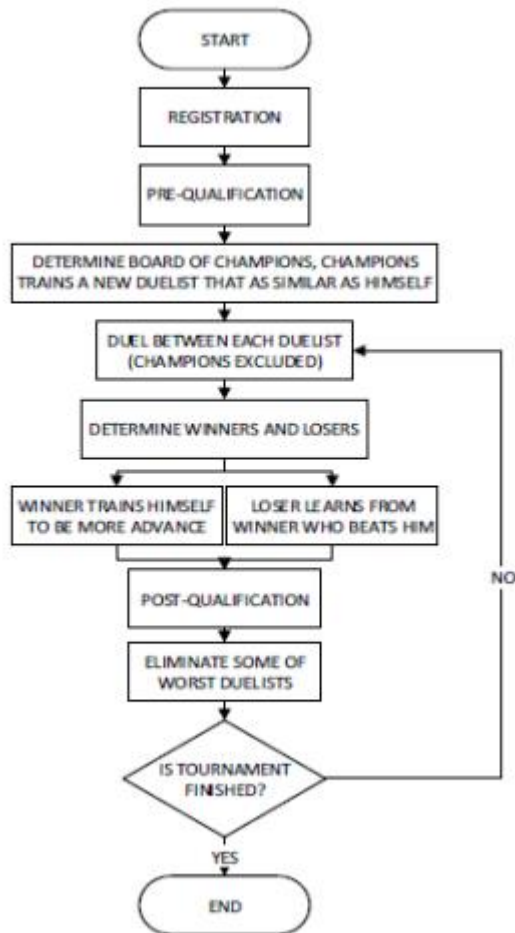 START
REGISTRATION
PRE-QUALIFICATION
DETERMINE BOARD OF CHAMPIONS, CHAMPIONS
TRAINS A NEW DUELIST THAT AS SIMILAR AS HIMSELF
DUEL BETWEEN EACH DUELIST
(CHAMPIONS EXCLUDED)
DETERMINE WINNERS AND LOSERS
WINNER TRAINS HIMSELF
TO BE MORE ADVANCE
LOSER LEARNS FROM
WINNER WHO BEATS HIM
POST-QUALIFICATION
ELIMINATE SOME OF
WORST DUELISTS
IS TOURNAMENT
FINISHED?
NO
YES
END